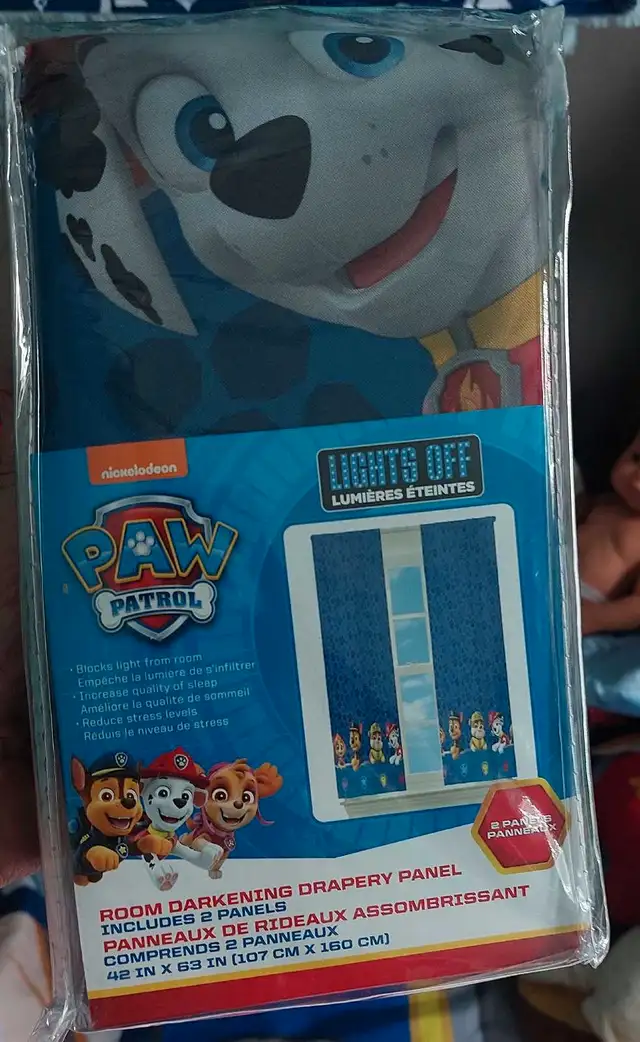 nickelodeon
LIGHTS OFF
LUMIÈRES ÉTEINTES
PAW
PATROL
• Blocks light from room
Empêche la lumière de s'infiltrer
• Increase quality of sleap
Améliore la qualité de sommeil
• Reduce stress levels
Réduis le niveau de stress
2 PANELS
PANNEAUX
ROOM DARKENING DRAPERY PANEL
INCLUDES 2 PANELS
PANNEAUX DE RIDEAUX ASSOMBRISSANT
COMPRENDS 2 PANNEAUX
42 IN X 63 IN (107 CM X 160 CM)